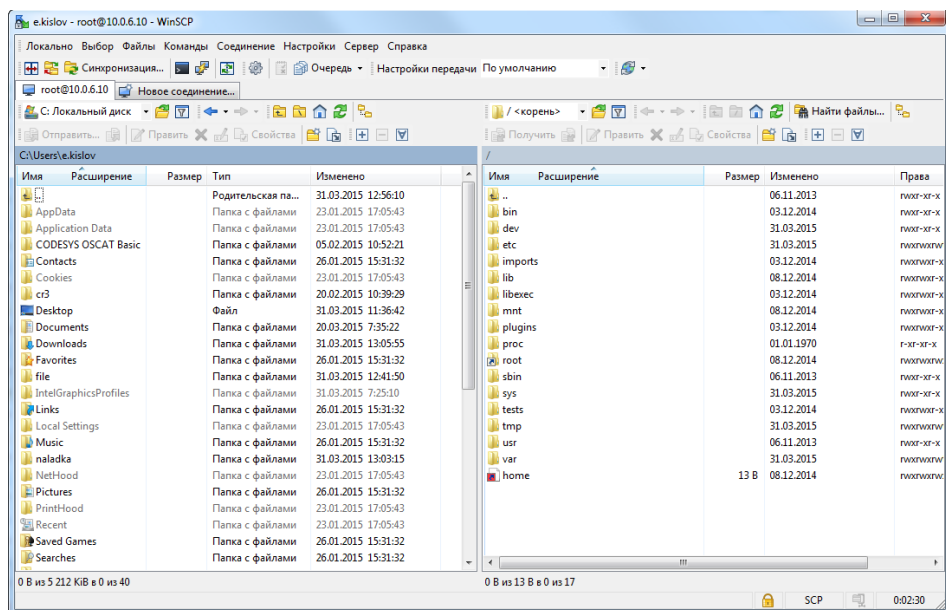 e.kislov - root@10.0.6.10 - WinSCP
Локально Выбор Файлы Команды Соединение Настройки Сервер Справка
Синхронизация... Очередь Настройки передачи По умолчанию
root@10.0.6.10 Новое соединение...
C: Локальный диск / <корень> Найти файлы...
Отправить... Править Свойства Получить Править Свойства
C:\Users\e.kislov /
Имя Расширение Размер Тип Изменено Имя Расширение Размер Изменено Права
.. Родительская па... 31.03.2015 12:56:10 .. 06.11.2013 rwxr-xr-x
AppData Папка с файлами 23.01.2015 17:05:43 bin 03.12.2014 rwxrwxr-x
Application Data Папка с файлами 23.01.2015 17:05:43 dev 31.03.2015 rwxr-xr-x
CODESYS OSCAT Basic Папка с файлами 05.02.2015 10:52:21 etc 31.03.2015 rwxrwxrw
Contacts Папка с файлами 26.01.2015 15:31:32 imports 03.12.2014 rwxrwxr-x
Cookies Папка с файлами 23.01.2015 17:05:43 lib 08.12.2014 rwxrwxr-x
cr3 Папка с файлами 20.02.2015 10:39:29 libexec 03.12.2014 rwxrwxr-x
Desktop Файл 31.03.2015 11:36:42 mnt 08.12.2014 rwxrwxr-x
Documents Папка с файлами 20.03.2015 7:35:22 plugins 03.12.2014 rwxrwxr-x
Downloads Папка с файлами 31.03.2015 13:05:55 proc 01.01.1970 r-xr-xr-x
Favorites Папка с файлами 26.01.2015 15:31:32 root 08.12.2014 rwxrwxrw
file Папка с файлами 31.03.2015 12:41:50 sbin 06.11.2013 rwxr-xr-x
IntelGraphicsProfiles Папка с файлами 31.03.2015 7:25:10 sys 31.03.2015 rwxr-xr-x
Links Папка с файлами 26.01.2015 15:31:32 tests 03.12.2014 rwxrwxr-x
Local Settings Папка с файлами 23.01.2015 17:05:43 tmp 31.03.2015 rwxrwxrw
Music Папка с файлами 26.01.2015 15:31:32 usr 06.11.2013 rwxr-xr-x
naladka Папка с файлами 31.03.2015 13:03:15 var 31.03.2015 rwxrwxrw
NetHood Папка с файлами 23.01.2015 17:05:43 home 13 B 08.12.2014 rwxrwxrw
Pictures Папка с файлами 26.01.2015 15:31:32
PrintHood Папка с файлами 23.01.2015 17:05:43
Recent Папка с файлами 23.01.2015 17:05:43
Saved Games Папка с файлами 26.01.2015 15:31:32
Searches Папка с файлами 26.01.2015 15:31:32
0 B из 5 212 KiB в 0 из 40 0 B из 13 B в 0 из 17
SCP 0:02:30